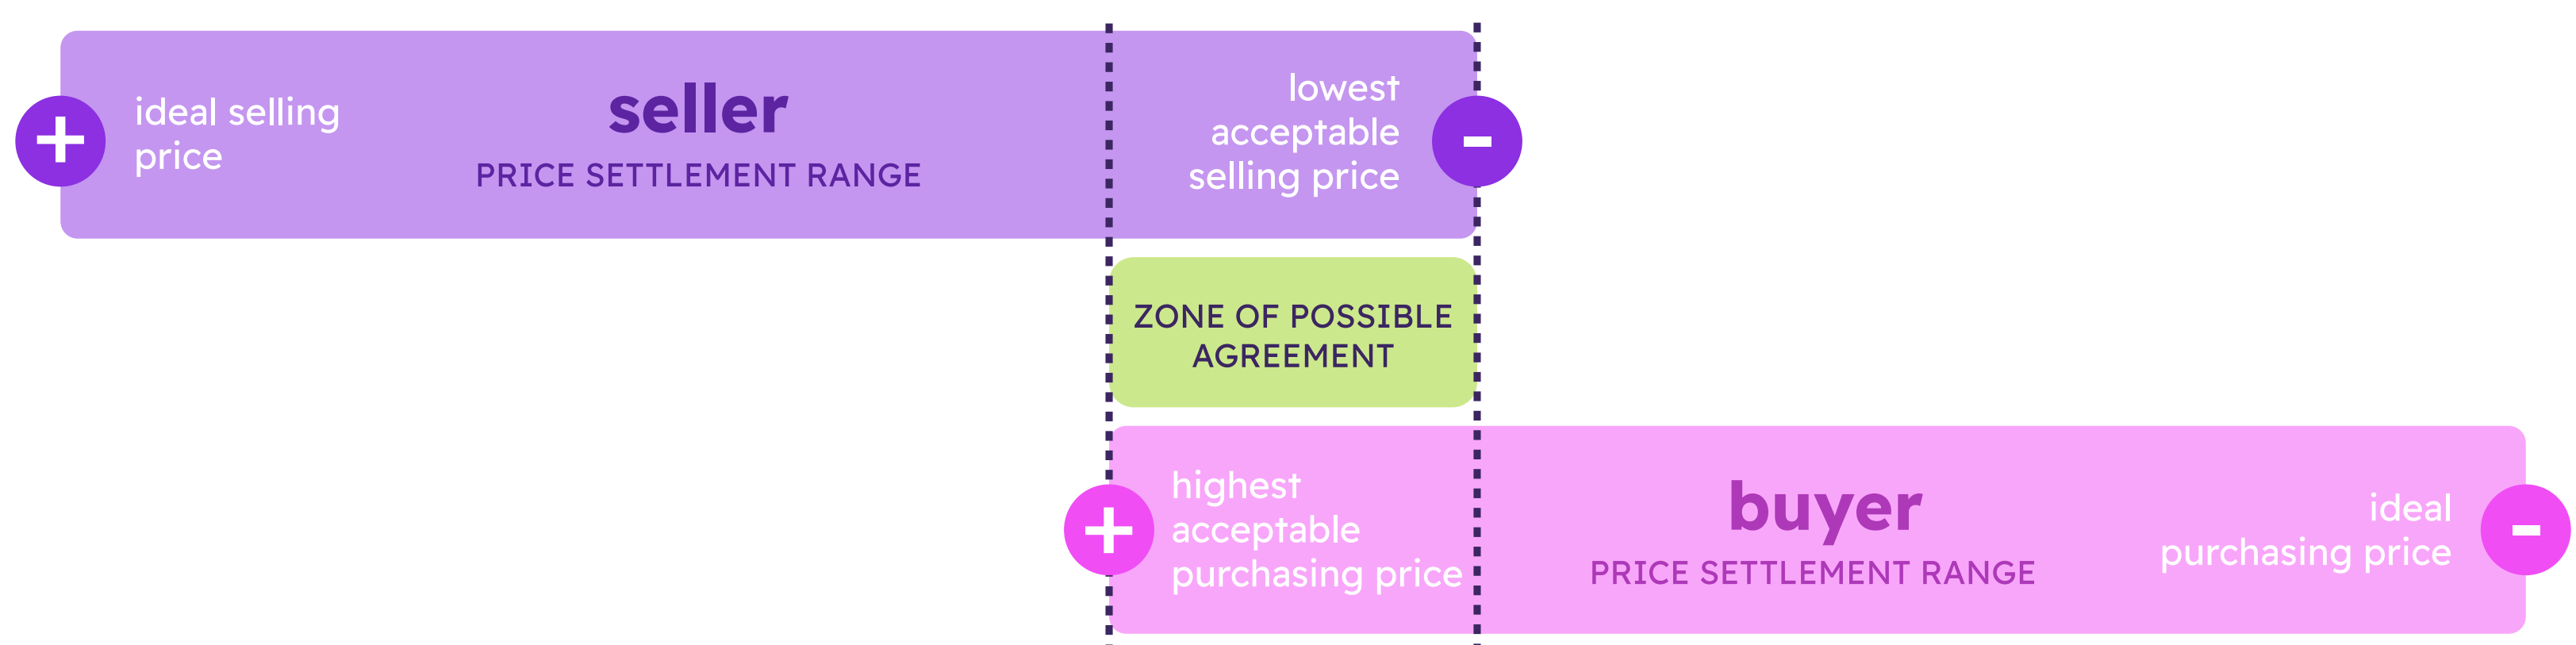 +
ideal selling
price
seller
PRICE SETTLEMENT RANGE
lowest
acceptable
selling price
-
ZONE OF POSSIBLE
AGREEMENT
+
highest
acceptable
purchasing price
buyer
PRICE SETTLEMENT RANGE
ideal
purchasing price
-